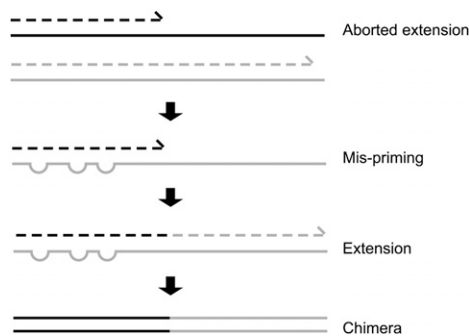 Aborted extension
Mis-priming
Extension
Chimera